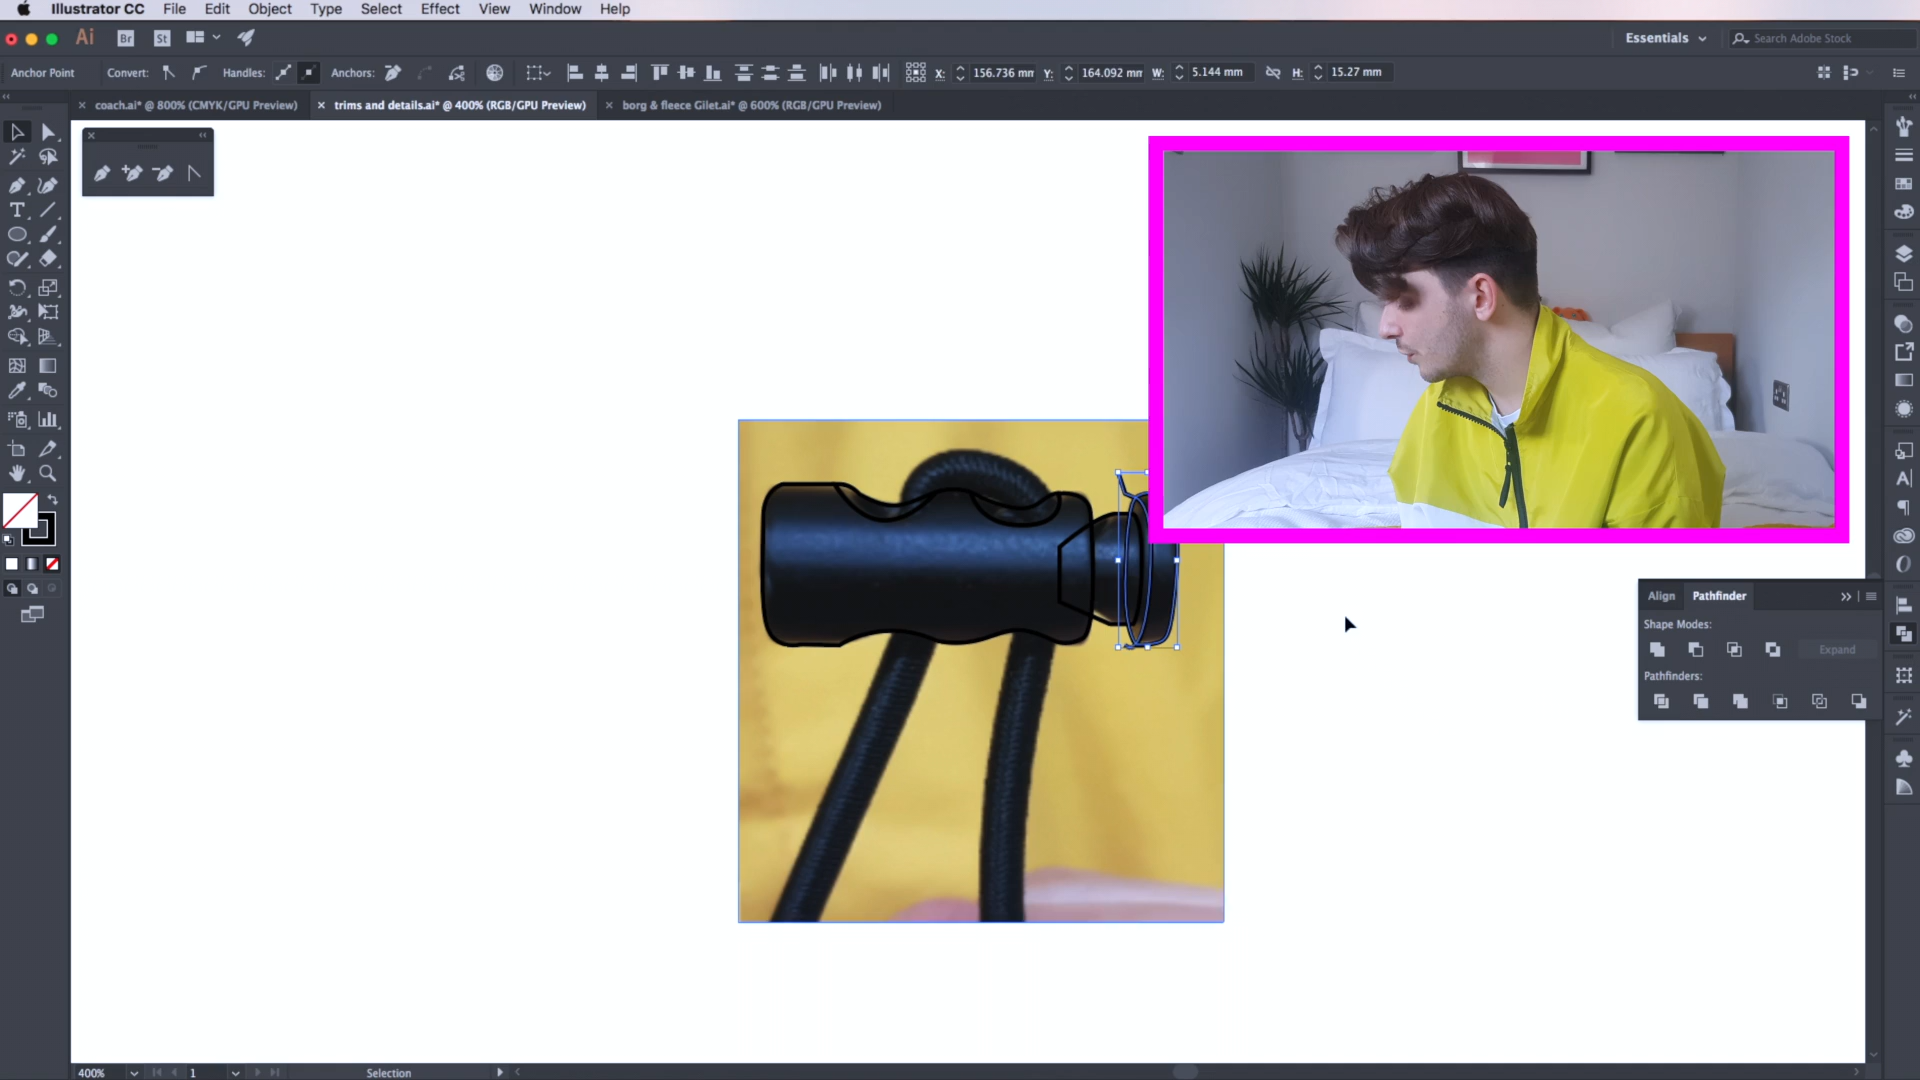 Illustrator CC File Edit Object Type Select Effect View Window Help
Ai Br St Essentials Search Adobe Stock
Anchor Point Convert: Handles: Anchors: X: 156.736 mm Y: 164.092 mm W: 5.144 mm H: 15.27 mm
coach.ai* @ 800% (CMYK/GPU Preview) trims and details.ai* @ 400% (RGB/GPU Preview) borg & fleece Gilet.ai* @ 600% (RGB/GPU Preview)
Align Pathfinder
Shape Modes:
Expand
Pathfinders:
400% 1 Selection